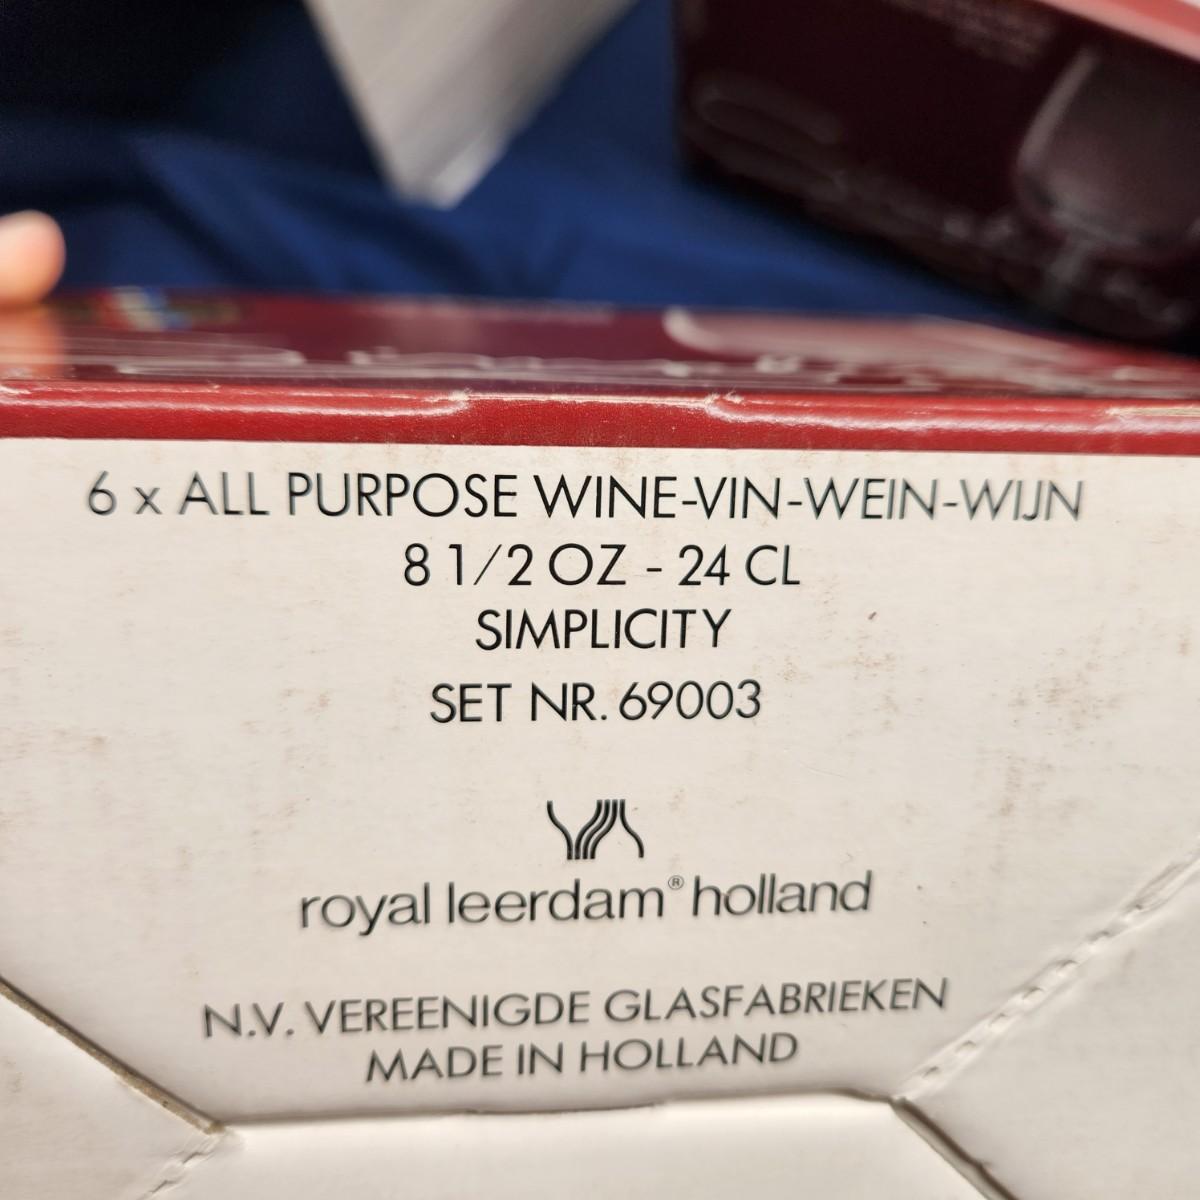 6 x ALL PURPOSE WINE-VIN-WEIN-WIJN
8 1/2 OZ - 24 CL
SIMPLICITY
SET NR. 69003
royal leerdam® holland
N.V. VEREENIGDE GLASFABRIEKEN
MADE IN HOLLAND